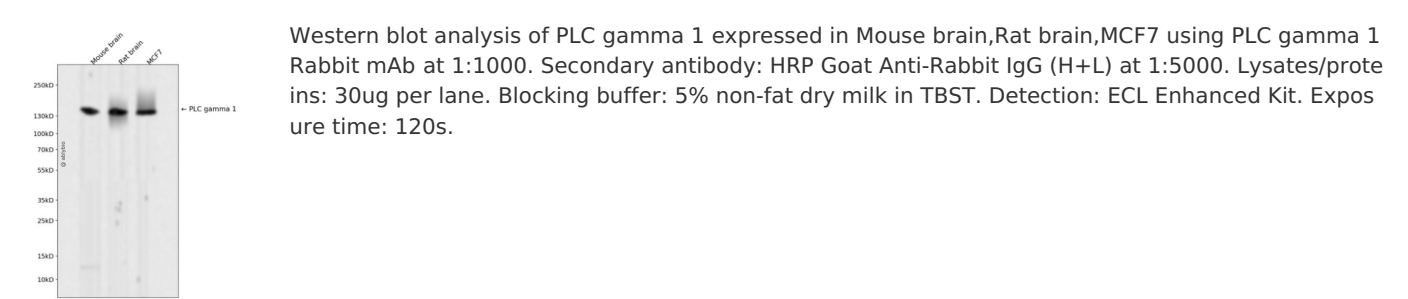 Mouse brain
Rat brain
MCF7
Western blot analysis of PLC gamma 1 expressed in Mouse brain,Rat brain,MCF7 using PLC gamma 1
Rabbit mAb at 1:1000. Secondary antibody: HRP Goat Anti-Rabbit IgG (H+L) at 1:5000. Lysates/prote
ins: 30ug per lane. Blocking buffer: 5% non-fat dry milk in TBST. Detection: ECL Enhanced Kit. Expos
ure time: 120s.
250kD
← PLC gamma 1
130kD
100kD
70kD
55kD
35kD
25kD
15kD
10kD